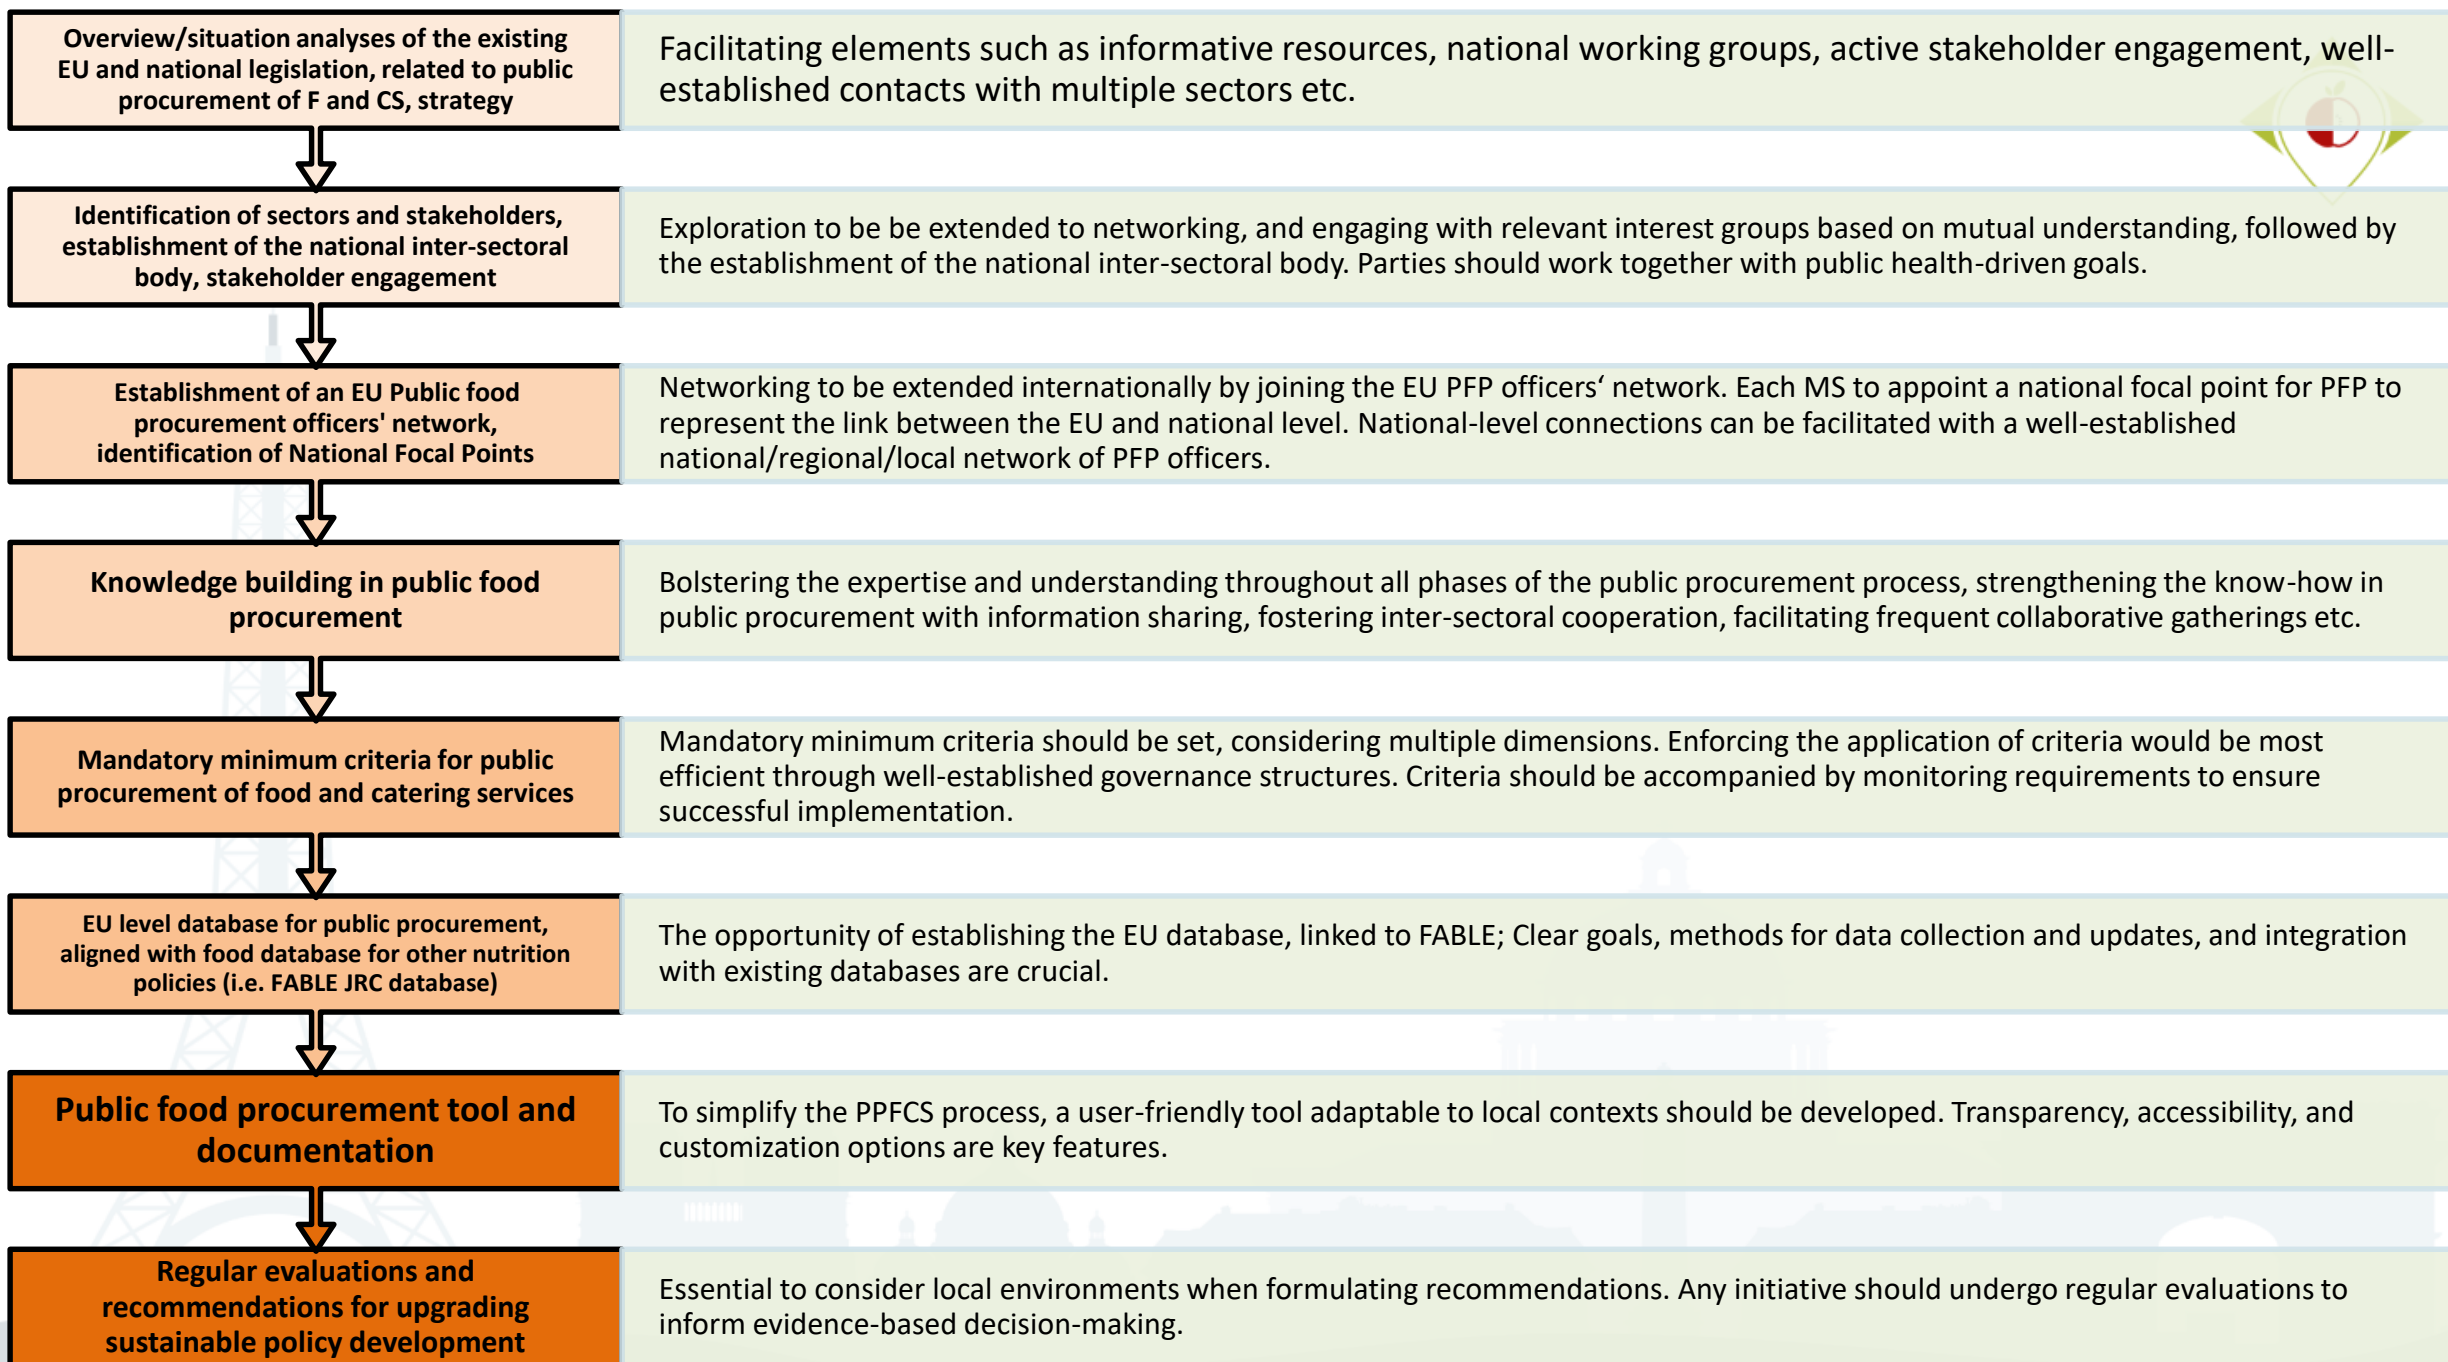 Overview/situation analyses of the existing
EU and national legislation, related to public
procurement of F and CS, strategy
Facilitating elements such as informative resources, national working groups, active stakeholder engagement, well-
established contacts with multiple sectors etc.
Identification of sectors and stakeholders,
establishment of the national inter-sectoral
body, stakeholder engagement
Exploration to be be extended to networking, and engaging with relevant interest groups based on mutual understanding, followed by
the establishment of the national inter-sectoral body. Parties should work together with public health-driven goals.
Establishment of an EU Public food
procurement officers' network,
identification of National Focal Points
Networking to be extended internationally by joining the EU PFP officers‘ network. Each MS to appoint a national focal point for PFP to
represent the link between the EU and national level. National-level connections can be facilitated with a well-established
national/regional/local network of PFP officers.
Knowledge building in public food
procurement
Bolstering the expertise and understanding throughout all phases of the public procurement process, strengthening the know-how in
public procurement with information sharing, fostering inter-sectoral cooperation, facilitating frequent collaborative gatherings etc.
Mandatory minimum criteria for public
procurement of food and catering services
Mandatory minimum criteria should be set, considering multiple dimensions. Enforcing the application of criteria would be most
efficient through well-established governance structures. Criteria should be accompanied by monitoring requirements to ensure
successful implementation.
EU level database for public procurement,
aligned with food database for other nutrition
policies (i.e. FABLE JRC database)
The opportunity of establishing the EU database, linked to FABLE; Clear goals, methods for data collection and updates, and integration
with existing databases are crucial.
Public food procurement tool and
documentation
To simplify the PPFCS process, a user-friendly tool adaptable to local contexts should be developed. Transparency, accessibility, and
customization options are key features.
Regular evaluations and
recommendations for upgrading
sustainable policy development
Essential to consider local environments when formulating recommendations. Any initiative should undergo regular evaluations to
inform evidence-based decision-making.